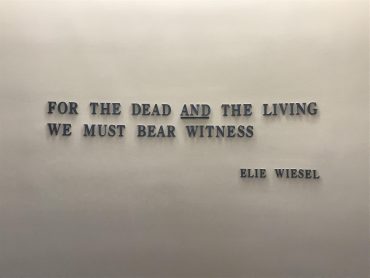 FOR THE DEAD AND THE LIVING
WE MUST BEAR WITNESS
ELIE WIESEL